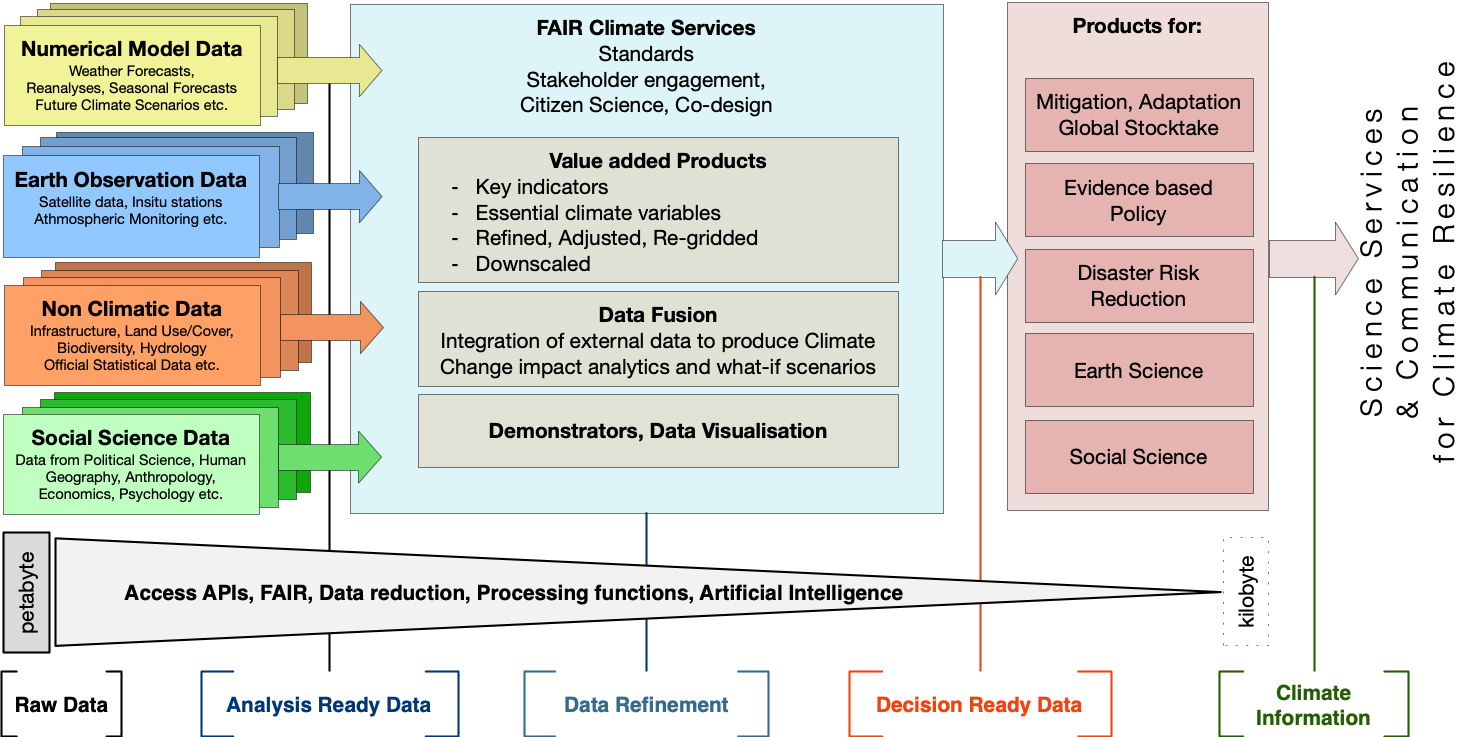 Numerical Model Data
Weather Forecasts,
Reanalyses, Seasonal Forecasts
Future Climate Scenarios etc.
Earth Observation Data
Satellite data, Insitu stations
Athmospheric Monitoring etc.
Non Climatic Data
Infrastructure, Land Use/Cover,
Biodiversity, Hydrology
Official Statistical Data etc.
Social Science Data
Data from Political Science, Human
Geography, Anthropology,
Economics, Psychology etc.
FAIR Climate Services
Standards
Stakeholder engagement,
Citizen Science, Co-design
Value added Products
- Key indicators
- Essential climate variables
- Refined, Adjusted, Re-gridded
- Downscaled
Data Fusion
Integration of external data to produce Climate
Change impact analytics and what-if scenarios
Demonstrators, Data Visualisation
Products for:
Mitigation, Adaptation
Global Stocktake
Evidence based
Policy
Disaster Risk
Reduction
Earth Science
Social Science
Science Services
& Communication
for Climate Resilience
petabyte
Access APIs, FAIR, Data reduction, Processing functions, Artificial Intelligence
kilobyte
Raw Data
Analysis Ready Data
Data Refinement
Decision Ready Data
Climate
Information